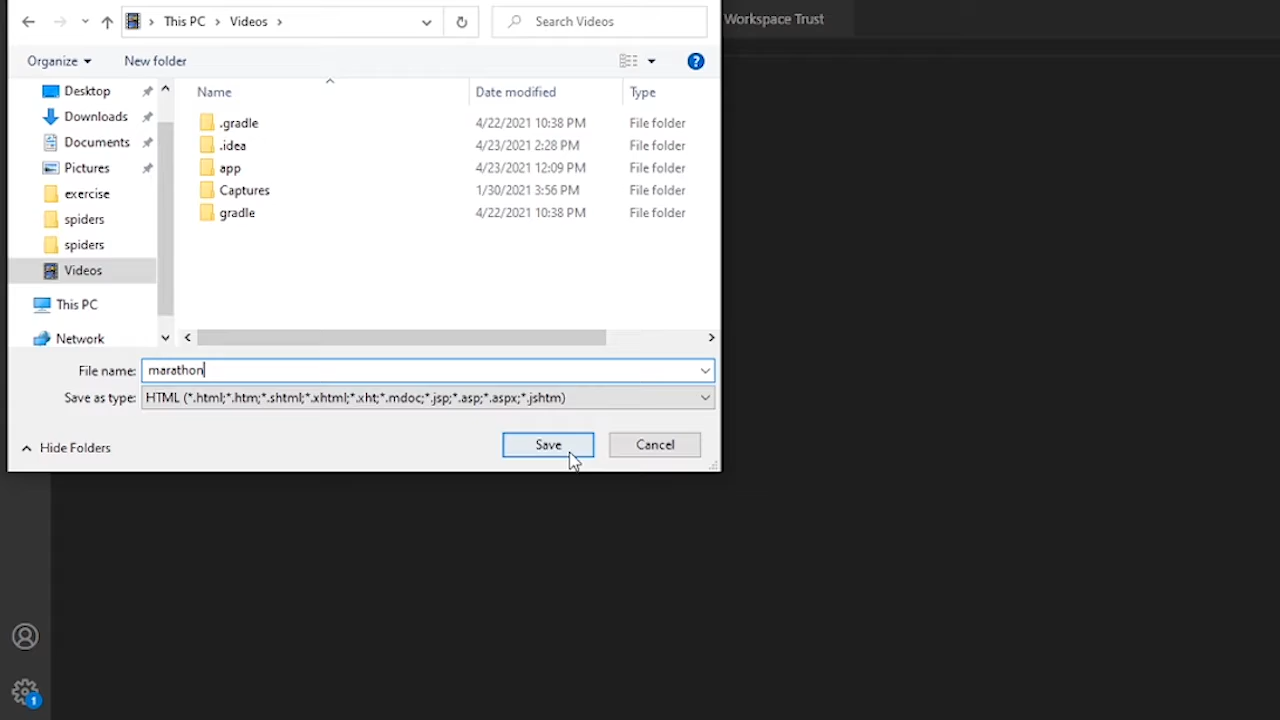 This PC > Videos >
Search Videos
Workspace Trust
Organize
New folder
?
Name
Date modified
Type
Desktop
Downloads
Documents
Pictures
exercise
spiders
spiders
Videos
This PC
Network
.gradle 4/22/2021 10:38 PM File folder
.idea 4/23/2021 2:28 PM File folder
app 4/23/2021 12:09 PM File folder
Captures 1/30/2021 3:56 PM File folder
gradle 4/22/2021 10:38 PM File folder
File name: marathon
Save as type: HTML (*.html;*.htm;*.shtml;*.xhtml;*.xht;*.mdoc;*.jsp;*.asp;*.aspx;*.jshtm)
Hide Folders
Save
Cancel
1